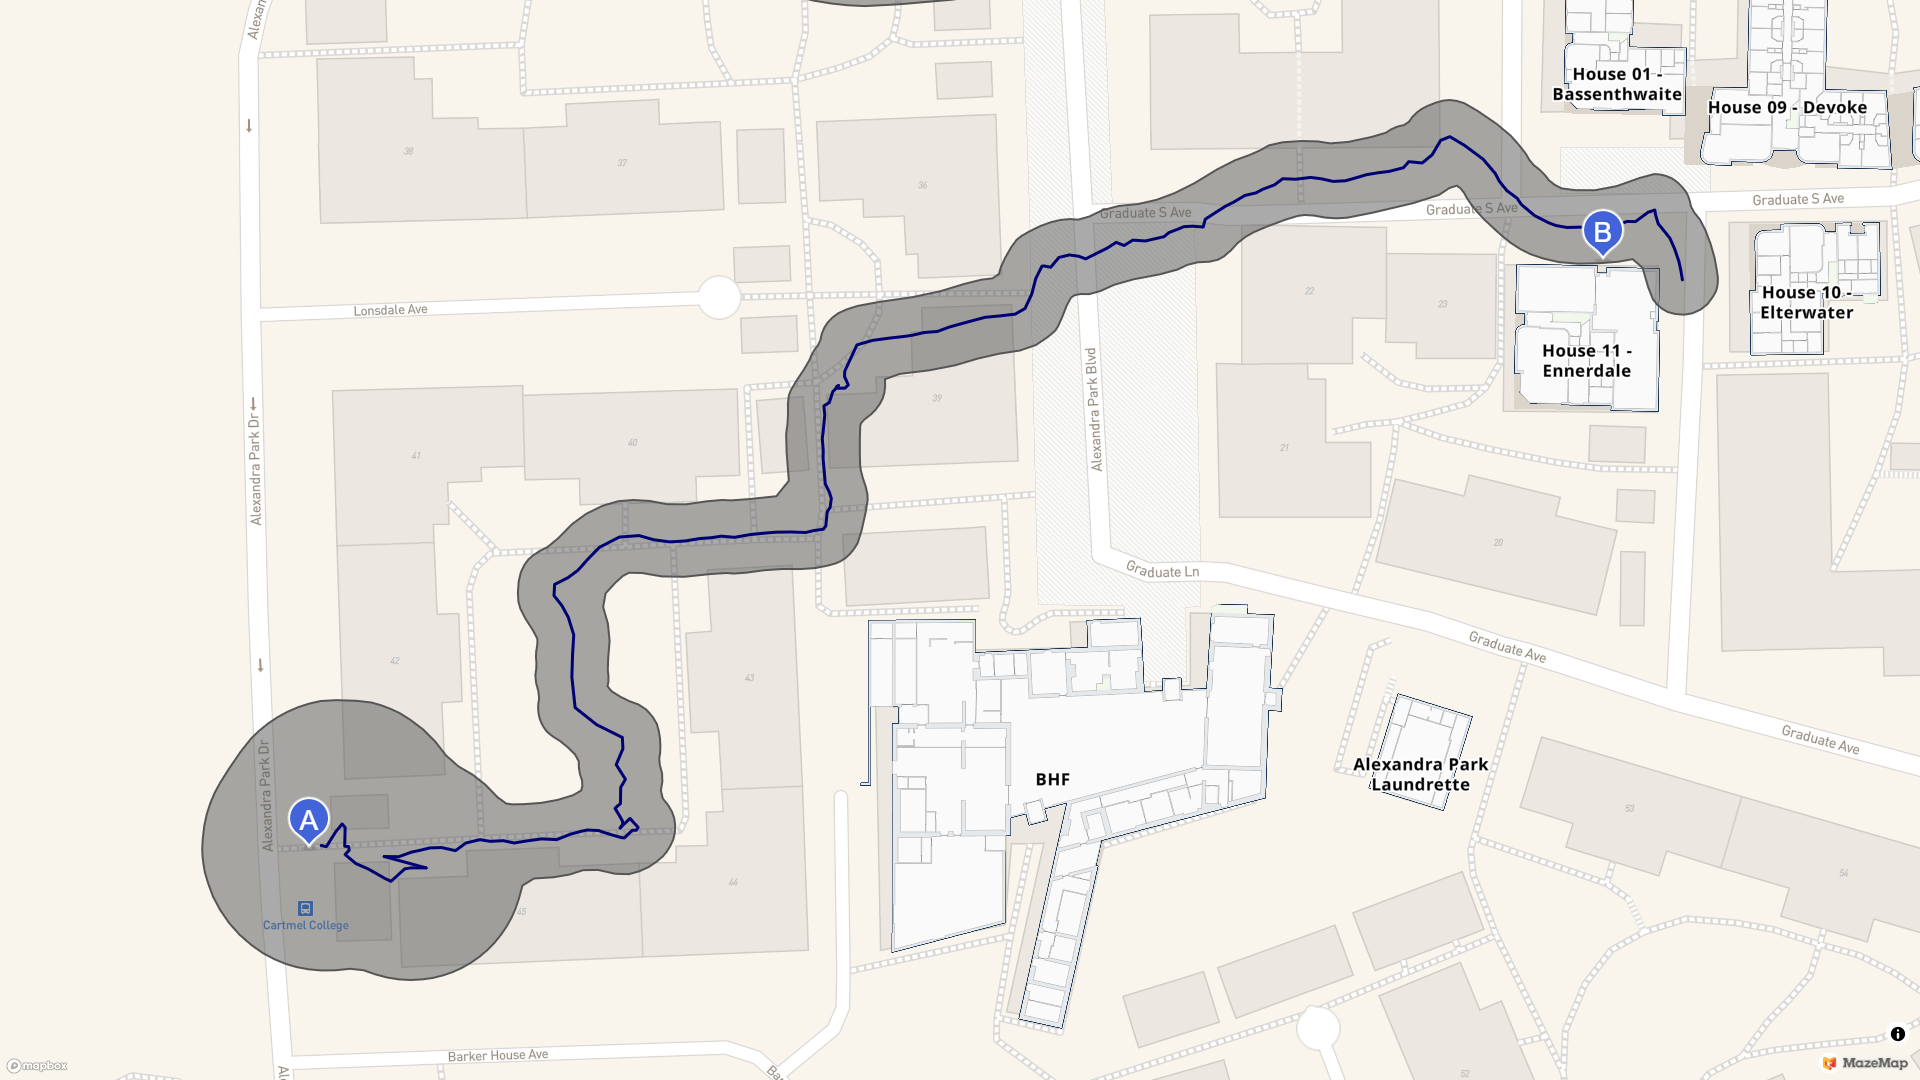 Alexan
House 01 -
Bassenthwaite
House 09 - Devoke
38
37
36
Graduate S Ave
Graduate S Ave
Graduate S Ave
B
22
23
House 10 -
Elterwater
Lonsdale Ave
House 11 -
Ennerdale
Alexandra Park Blvd
39
Alexandra Park Dr
41
40
21
20
Graduate Ln
42
43
Graduate Ave
Graduate Ave
Alexandra Park Dr
A
BHF
Alexandra Park
Laundrette
53
54
44
45
Cartmel College
Barker House Ave
Ba
Al
52
mapbox
MazeMap